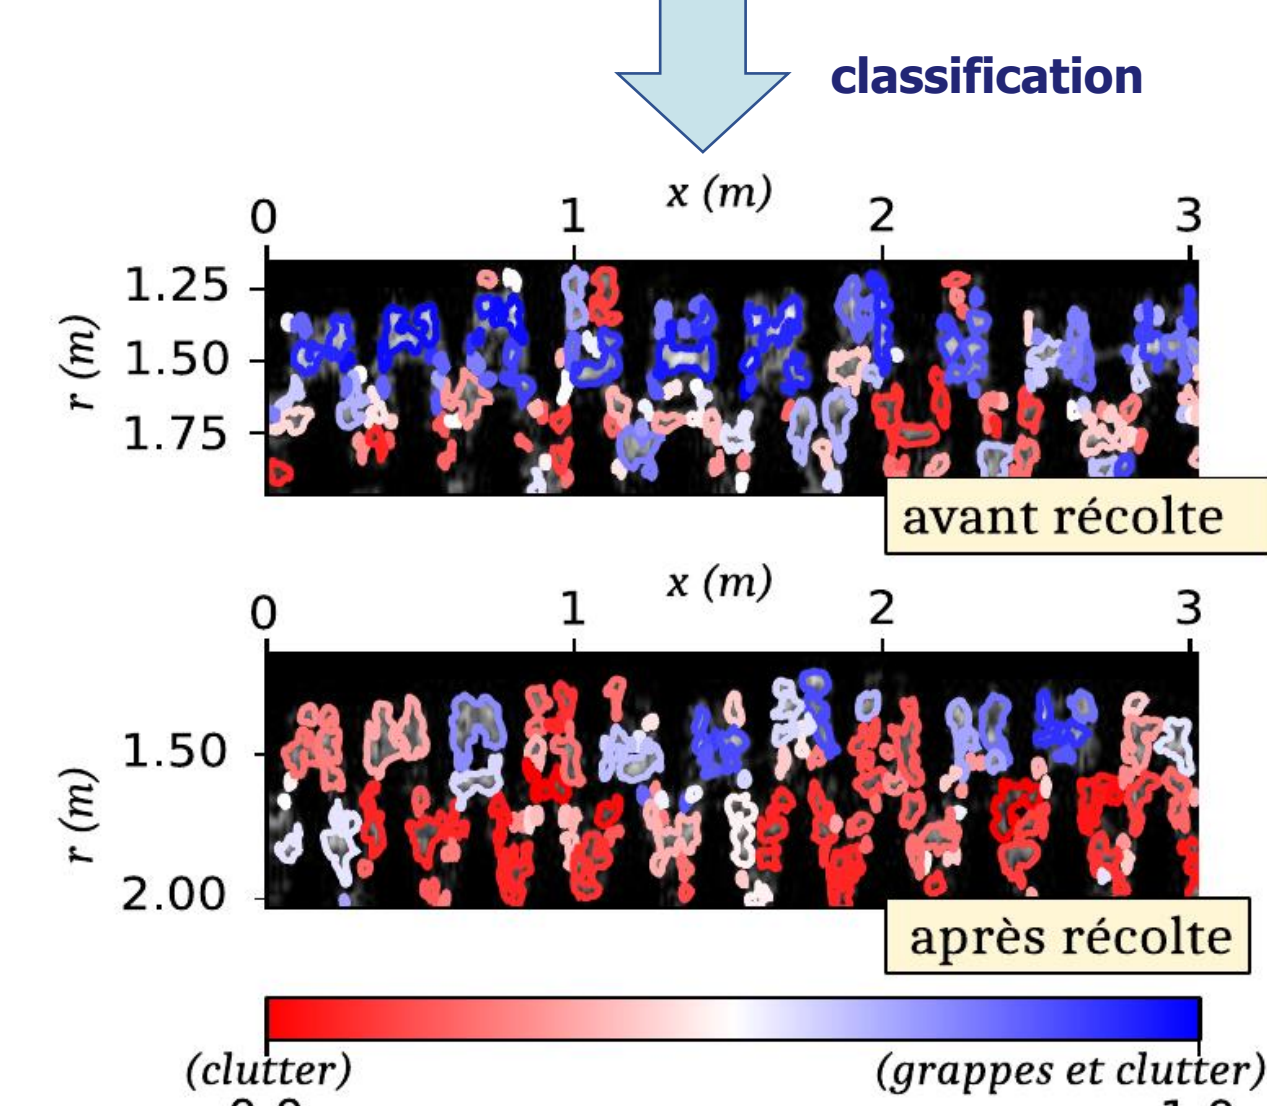 classification
x (m)
0 1 2 3
1.25
1.50
1.75
r (m)
avant récolte
x (m)
0 1 2 3
1.50
2.00
r (m)
après récolte
(clutter) (grappes et clutter)